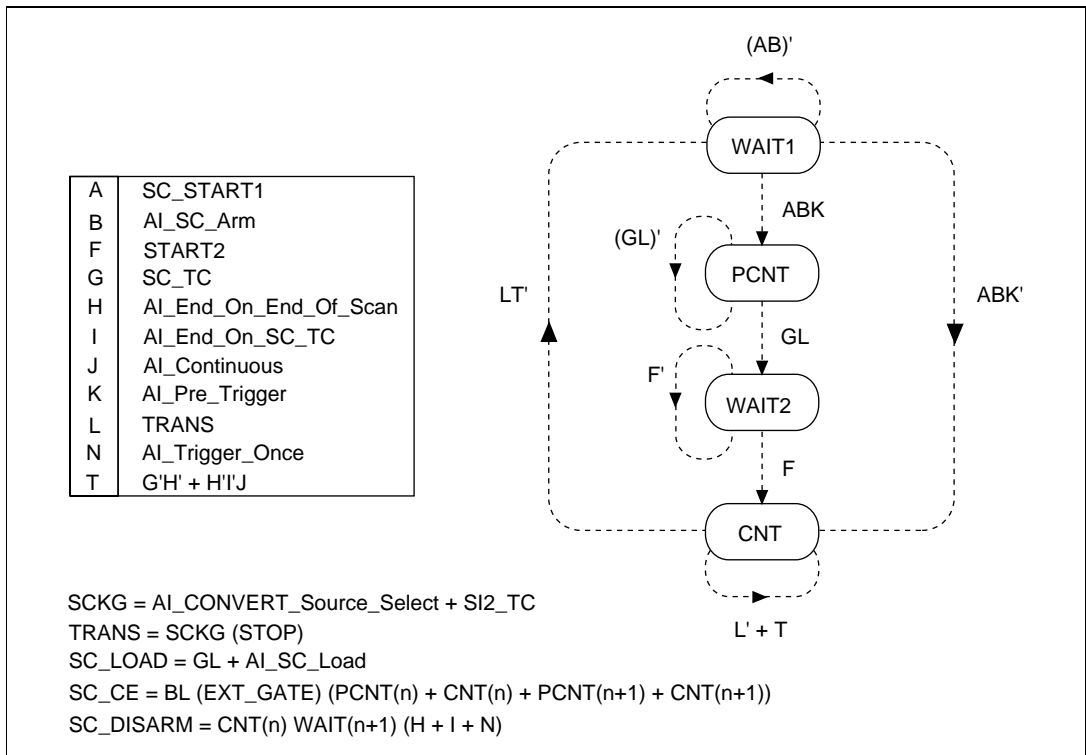 (AB)'
WAIT1
ABK
(GL)'
PCNT
LT'
ABK'
GL
F'
WAIT2
F
CNT
L' + T
A SC_START1
B AI_SC_Arm
F START2
G SC_TC
H AI_End_On_End_Of_Scan
I AI_End_On_SC_TC
J AI_Continuous
K AI_Pre_Trigger
L TRANS
N AI_Trigger_Once
T G'H' + H'I'J
SCKG = AI_CONVERT_Source_Select + SI2_TC
TRANS = SCKG (STOP)
SC_LOAD = GL + AI_SC_Load
SC_CE = BL (EXT_GATE) (PCNT(n) + CNT(n) + PCNT(n+1) + CNT(n+1))
SC_DISARM = CNT(n) WAIT(n+1) (H + I + N)